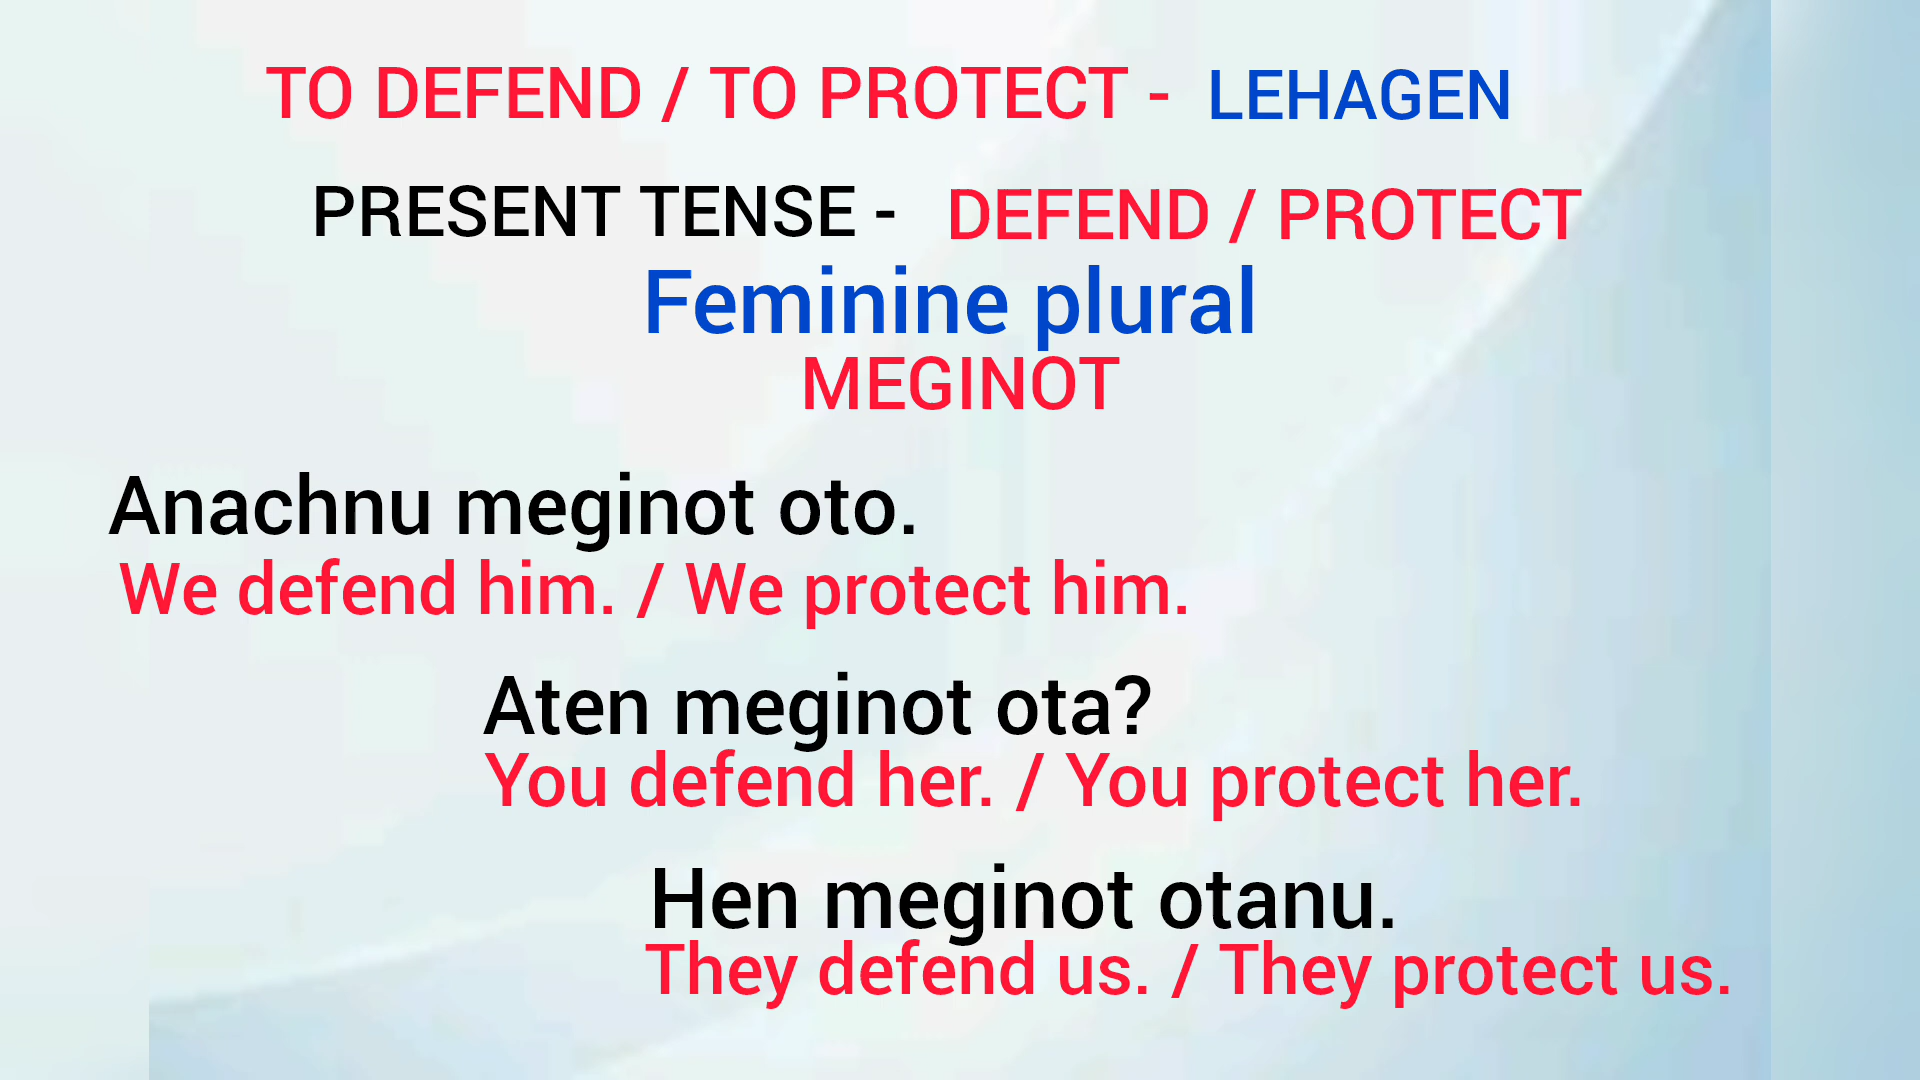 TO DEFEND / TO PROTECT - LEHAGEN
PRESENT TENSE - DEFEND / PROTECT
Feminine plural
MEGINOT
Anachnu meginot oto.
We defend him. / We protect him.
Aten meginot ota?
You defend her. / You protect her.
Hen meginot otanu.
They defend us. / They protect us.